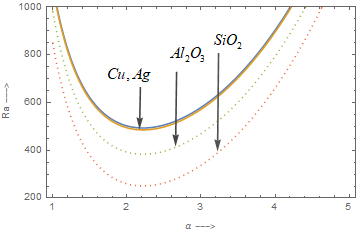 SiO₂
Al₂O₃
Cu, Ag
1000
800
600
400
200
Ra --->
1
2
3
4
5
α --->